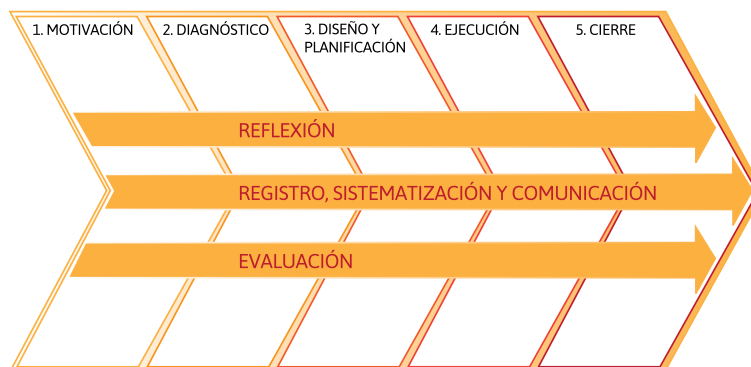 1. MOTIVACIÓN
2. DIAGNÓSTICO
3. DISEÑO Y
PLANIFICACIÓN
4. EJECUCIÓN
5. CIERRE
REFLEXIÓN
REGISTRO, SISTEMATIZACIÓN Y COMUNICACIÓN
EVALUACIÓN